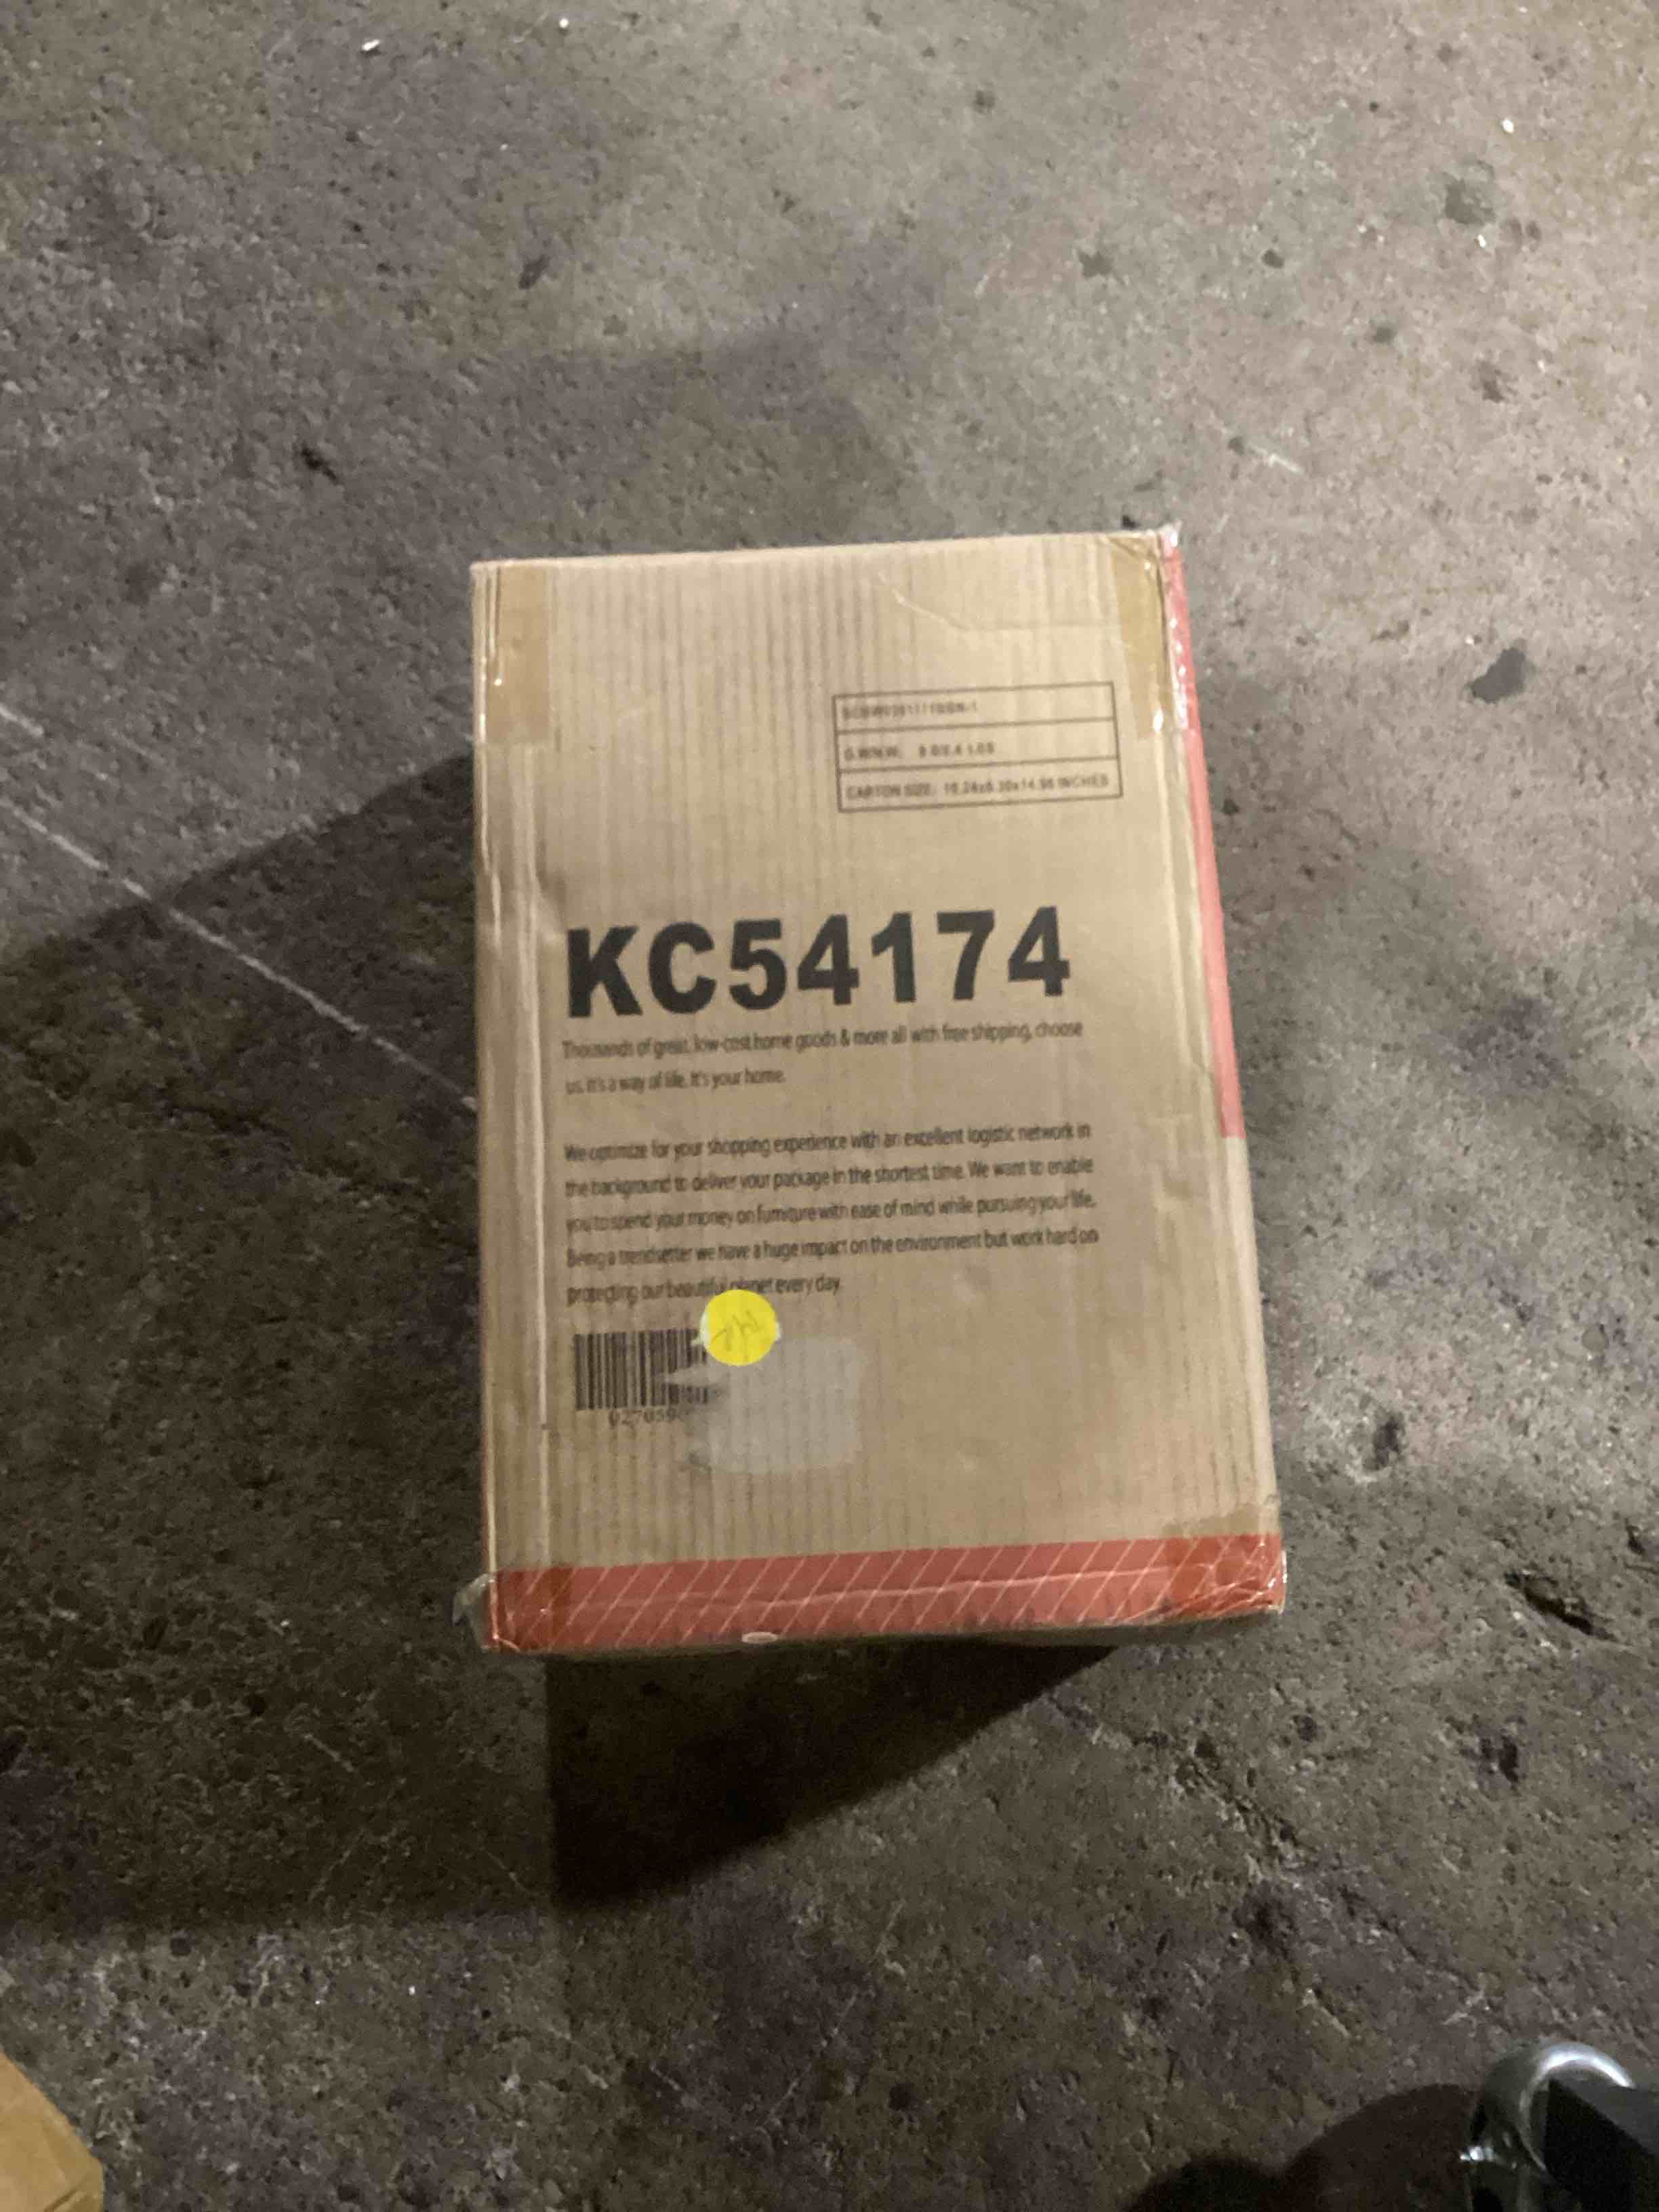 CARTON SIZE: INCHES
KC54174
Thousands of great, low-cost home goods & more all with free shipping, choose
us. It's a way of life. It's your home.
We optimize for your shopping experience with an excellent logistic network in
the background to deliver your package in the shortest time. We want to enable
you to spend your money on furniture with ease of mind while pursuing your life.
Being a trendsetter we have a huge impact on the environment but work hard on
protecting our beautiful planet every day.